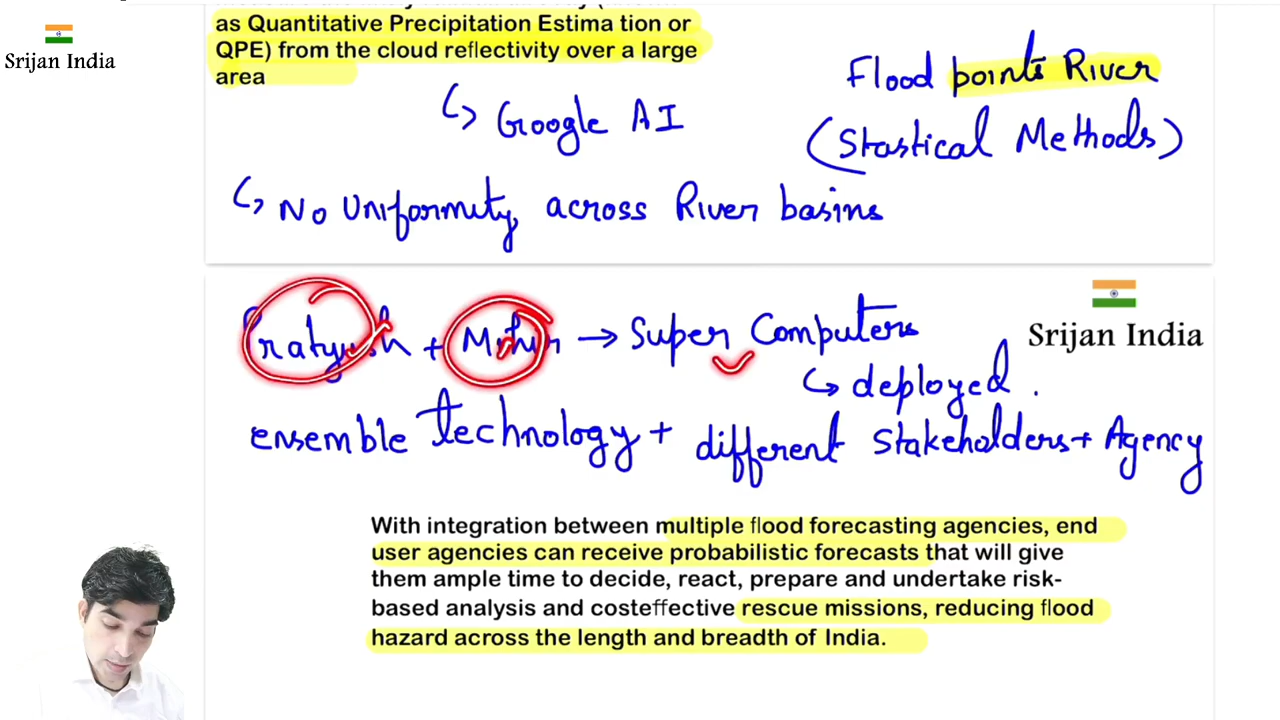 Srijan India
as Quantitative Precipitation Estima tion or
QPE) from the cloud reflectivity over a large
area
Flood points River
↳ Google AI
(Stastical Methods)
↳ No Uniformity across River basins
Pratyush + Mihir → Super Computers
Srijan India
↳ deployed.
ensemble technology + different Stakeholders + Agency
With integration between multiple flood forecasting agencies, end
user agencies can receive probabilistic forecasts that will give
them ample time to decide, react, prepare and undertake risk-
based analysis and costeffective rescue missions, reducing flood
hazard across the length and breadth of India.